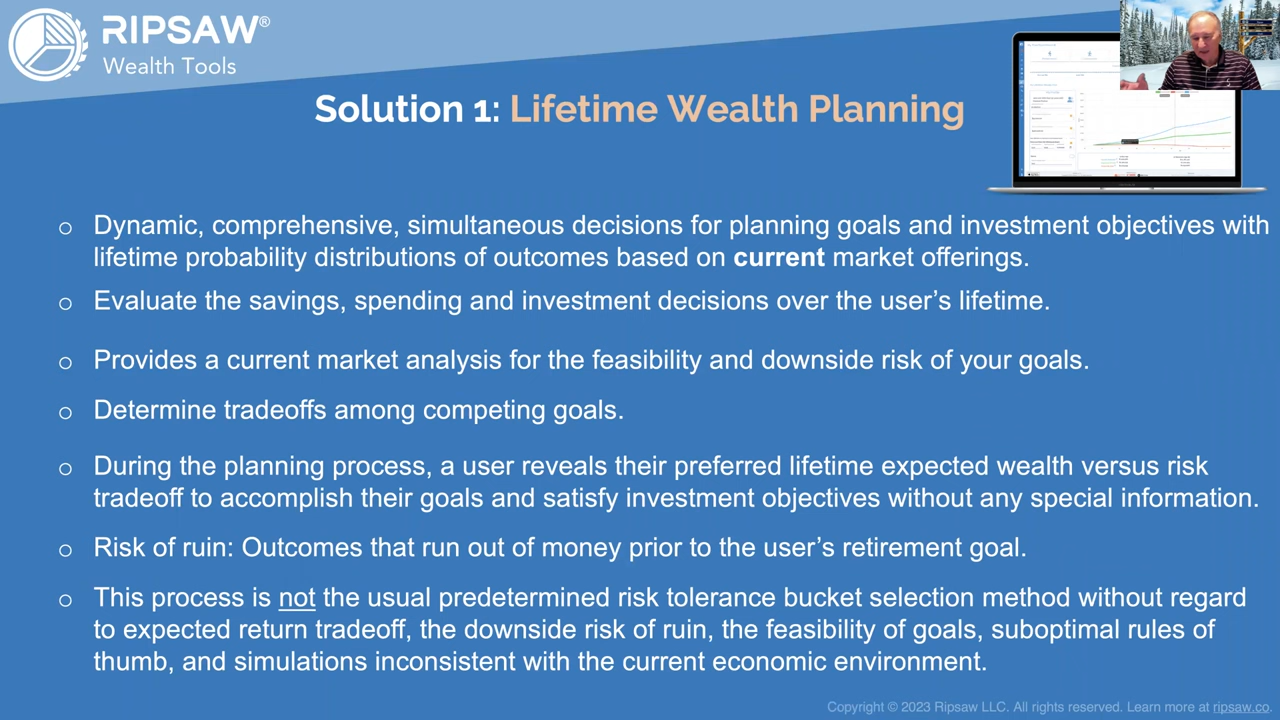 RIPSAW®
Wealth Tools
Solution 1: Lifetime Wealth Planning
o Dynamic, comprehensive, simultaneous decisions for planning goals and investment objectives with
lifetime probability distributions of outcomes based on current market offerings.
o Evaluate the savings, spending and investment decisions over the user’s lifetime.
o Provides a current market analysis for the feasibility and downside risk of your goals.
o Determine tradeoffs among competing goals.
o During the planning process, a user reveals their preferred lifetime expected wealth versus risk
tradeoff to accomplish their goals and satisfy investment objectives without any special information.
o Risk of ruin: Outcomes that run out of money prior to the user’s retirement goal.
o This process is not the usual predetermined risk tolerance bucket selection method without regard
to expected return tradeoff, the downside risk of ruin, the feasibility of goals, suboptimal rules of
thumb, and simulations inconsistent with the current economic environment.
Copyright © 2023 Ripsaw LLC. All rights reserved. Learn more at ripsaw.co.